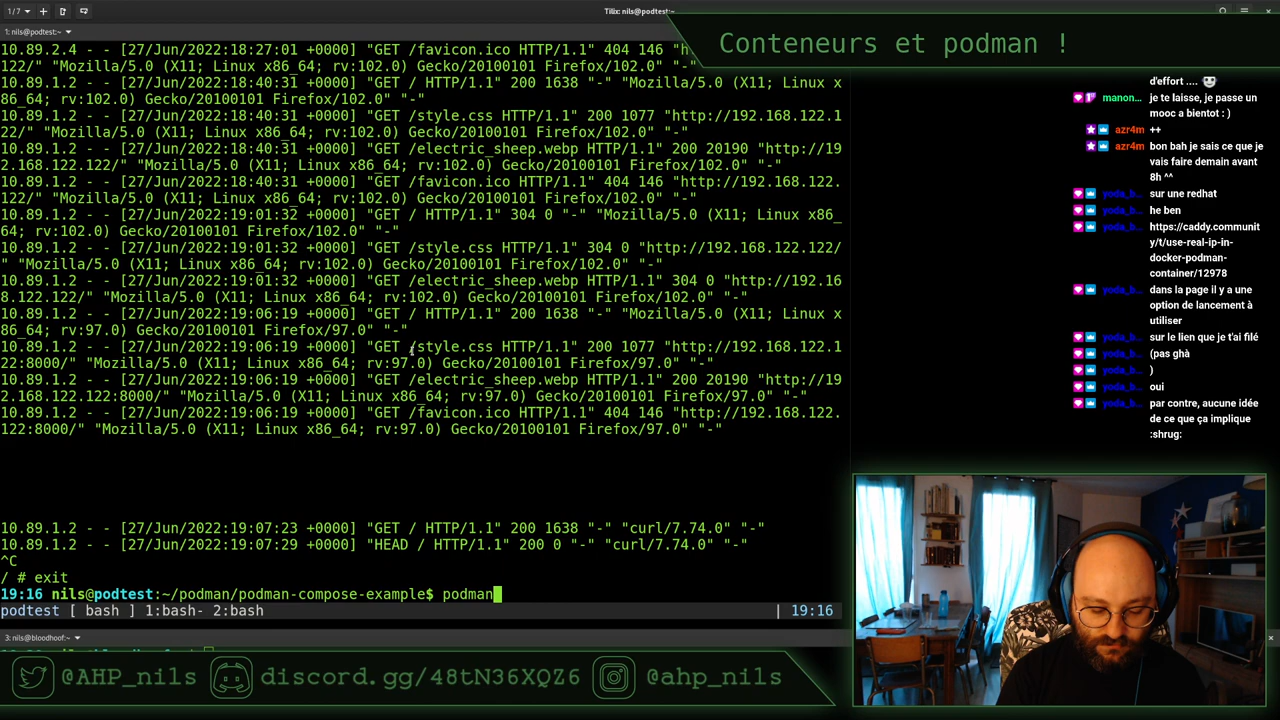 1/7
Tilix: nils@podtest:~
1: nils@podtest:~
10.89.2.4 - - [27/Jun/2022:18:27:01 +0000] "GET /favicon.ico HTTP/1.1" 404 146
122/" "Mozilla/5.0 (X11; Linux x86_64; rv:102.0) Gecko/20100101 Firefox/102.0" "-"
10.89.1.2 - - [27/Jun/2022:18:40:31 +0000] "GET / HTTP/1.1" 200 1638 "-" "Mozilla/5.0 (X11; Linux x
86_64; rv:102.0) Gecko/20100101 Firefox/102.0" "-"
10.89.1.2 - - [27/Jun/2022:18:40:31 +0000] "GET /style.css HTTP/1.1" 200 1077 "http://192.168.122.1
22/" "Mozilla/5.0 (X11; Linux x86_64; rv:102.0) Gecko/20100101 Firefox/102.0" "-"
10.89.1.2 - - [27/Jun/2022:18:40:31 +0000] "GET /electric_sheep.webp HTTP/1.1" 200 20190 "http://19
2.168.122.122/" "Mozilla/5.0 (X11; Linux x86_64; rv:102.0) Gecko/20100101 Firefox/102.0" "-"
10.89.1.2 - - [27/Jun/2022:18:40:31 +0000] "GET /favicon.ico HTTP/1.1" 404 146 "http://192.168.122.
122/" "Mozilla/5.0 (X11; Linux x86_64; rv:102.0) Gecko/20100101 Firefox/102.0" "-"
10.89.1.2 - - [27/Jun/2022:19:01:32 +0000] "GET / HTTP/1.1" 304 0 "-" "Mozilla/5.0 (X11; Linux x86_
64; rv:102.0) Gecko/20100101 Firefox/102.0" "-"
10.89.1.2 - - [27/Jun/2022:19:01:32 +0000] "GET /style.css HTTP/1.1" 304 0 "http://192.168.122.122/
" "Mozilla/5.0 (X11; Linux x86_64; rv:102.0) Gecko/20100101 Firefox/102.0" "-"
10.89.1.2 - - [27/Jun/2022:19:01:32 +0000] "GET /electric_sheep.webp HTTP/1.1" 304 0 "http://192.16
8.122.122/" "Mozilla/5.0 (X11; Linux x86_64; rv:102.0) Gecko/20100101 Firefox/102.0" "-"
10.89.1.2 - - [27/Jun/2022:19:06:19 +0000] "GET / HTTP/1.1" 200 1638 "-" "Mozilla/5.0 (X11; Linux x
86_64; rv:97.0) Gecko/20100101 Firefox/97.0" "-"
10.89.1.2 - - [27/Jun/2022:19:06:19 +0000] "GET /style.css HTTP/1.1" 200 1077 "http://192.168.122.1
22:8000/" "Mozilla/5.0 (X11; Linux x86_64; rv:97.0) Gecko/20100101 Firefox/97.0" "-"
10.89.1.2 - - [27/Jun/2022:19:06:19 +0000] "GET /electric_sheep.webp HTTP/1.1" 200 20190 "http://19
2.168.122.122:8000/" "Mozilla/5.0 (X11; Linux x86_64; rv:97.0) Gecko/20100101 Firefox/97.0" "-"
10.89.1.2 - - [27/Jun/2022:19:06:19 +0000] "GET /favicon.ico HTTP/1.1" 404 146 "http://192.168.122.
122:8000/" "Mozilla/5.0 (X11; Linux x86_64; rv:97.0) Gecko/20100101 Firefox/97.0" "-"
10.89.1.2 - - [27/Jun/2022:19:07:23 +0000] "GET / HTTP/1.1" 200 1638 "-" "curl/7.74.0" "-"
10.89.1.2 - - [27/Jun/2022:19:07:29 +0000] "HEAD / HTTP/1.1" 200 0 "-" "curl/7.74.0" "-"
^C
/ # exit
19:16 nils@podtest:~/podman/podman-compose-example$ podman
podtest [ bash ] 1:bash- 2:bash | 19:16
3: nils@bloodhoof:~
Conteneurs et podman !
d'effort ....
manon... je te laisse, je passe un
mooc a bientot : )
azr4m ++
azr4m bon bah je sais ce que je
vais faire demain avant
8h ^^
yoda_b... sur une redhat
yoda_b... he ben
yoda_b... https://caddy.communit
y/t/use-real-ip-in-
docker-podman-
container/12978
yoda_b... dans la page il y a une
option de lancement à
utiliser
yoda_b... sur le lien que je t'ai filé
yoda_b... (pas ghà
yoda_b... )
yoda_b... oui
yoda_b... par contre, aucune idée
de ce que ça implique
:shrug:
@AHP_nils discord.gg/48tN36XQZ6 @ahp_nils